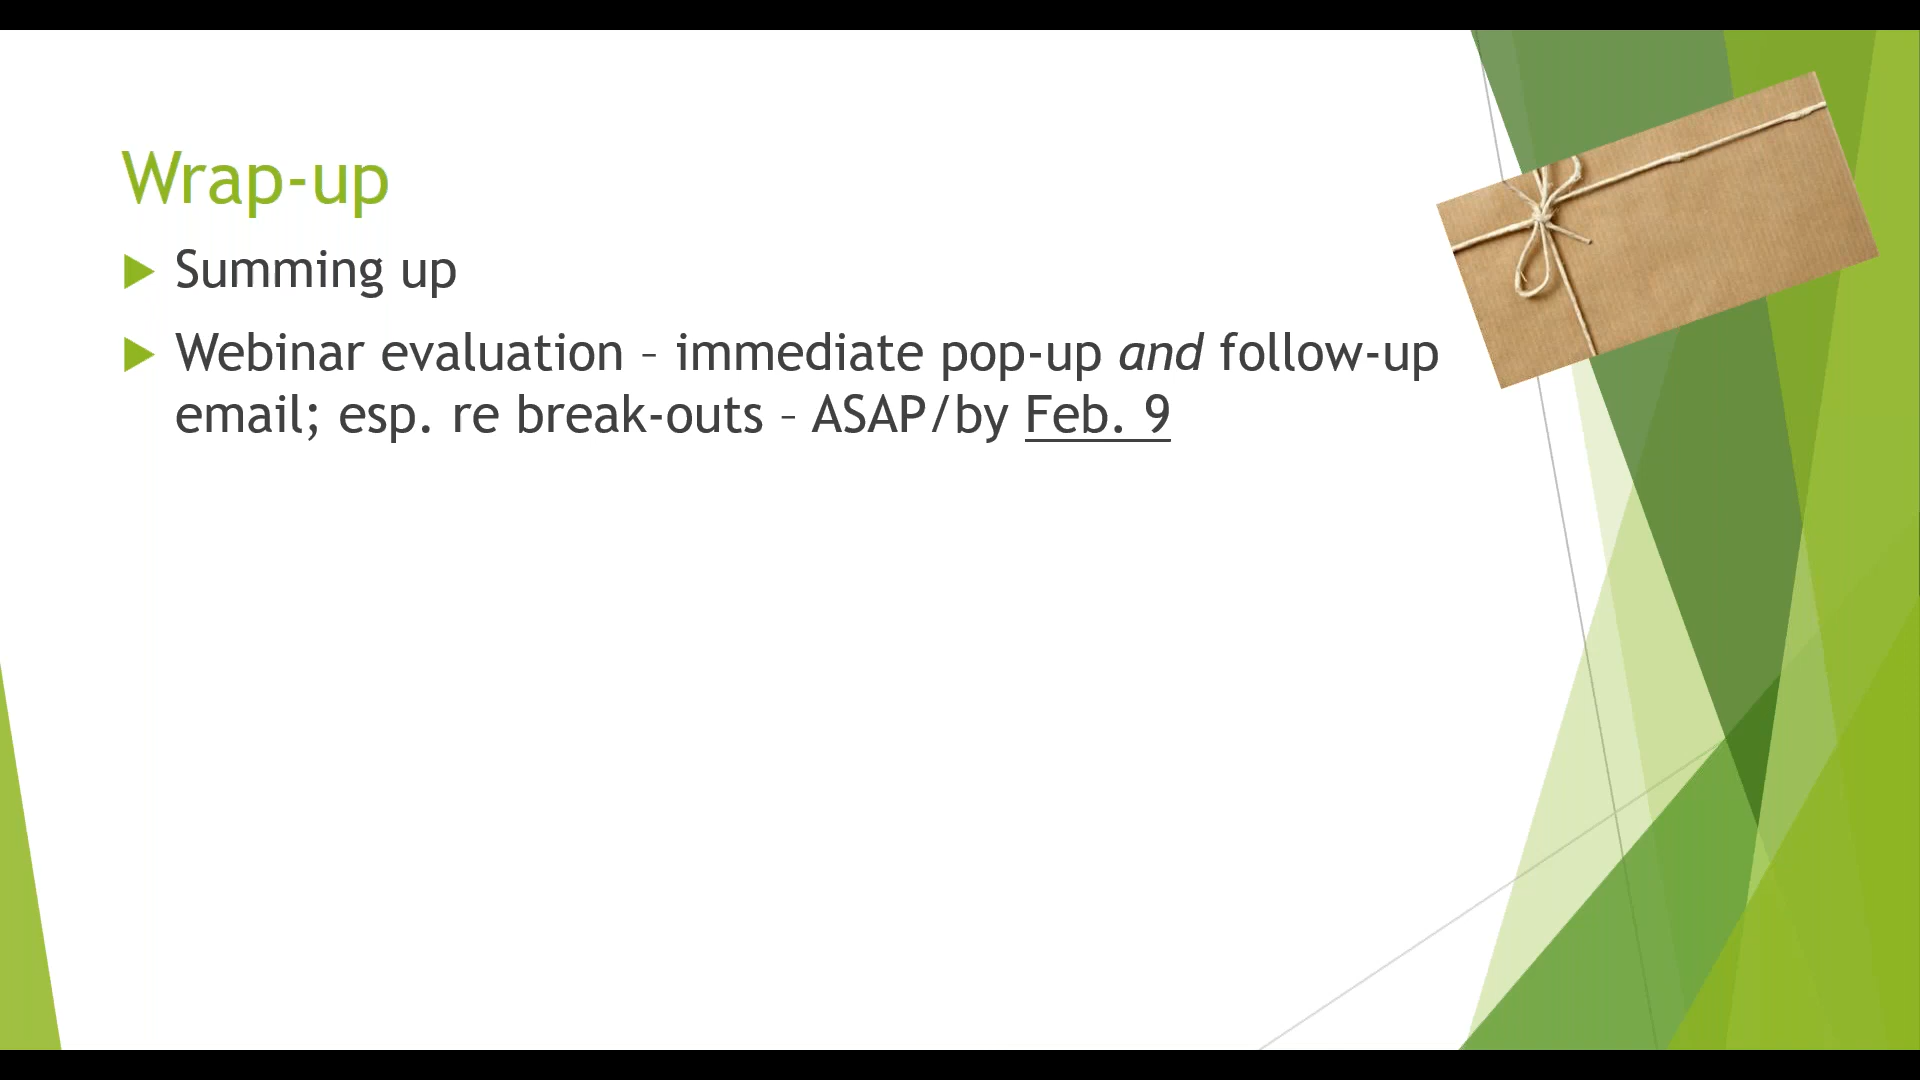 Wrap-up
Summing up
Webinar evaluation – immediate pop-up and follow-up
email; esp. re break-outs – ASAP/by Feb. 9